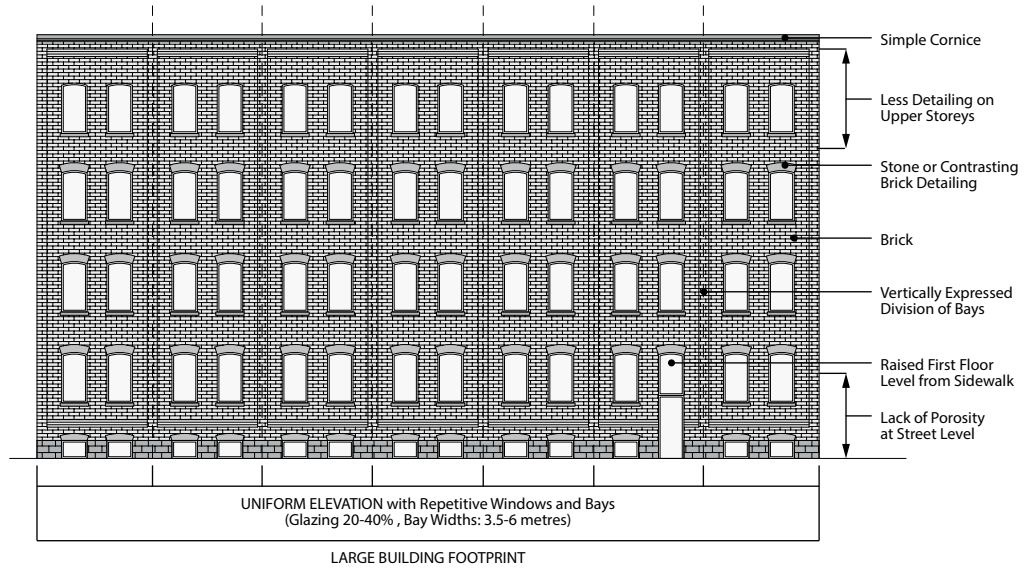 Simple Cornice
Less Detailing on
Upper Storeys
Stone or Contrasting
Brick Detailing
Brick
Vertically Expressed
Division of Bays
Raised First Floor
Level from Sidewalk
Lack of Porosity
at Street Level
UNIFORM ELEVATION with Repetitive Windows and Bays
(Glazing 20-40% , Bay Widths: 3.5-6 metres)
LARGE BUILDING FOOTPRINT